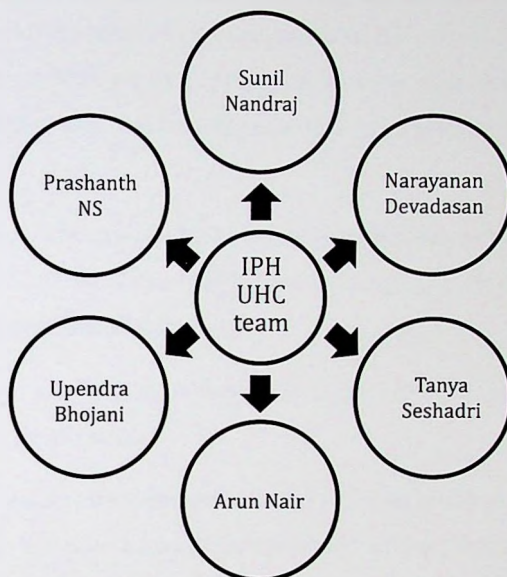 Sunil
Nandraj
Prashanth
NS
Narayanan
Devadasan
IPH
UHC
team
Upendra
Bhojani
Tanya
Seshadri
Arun Nair